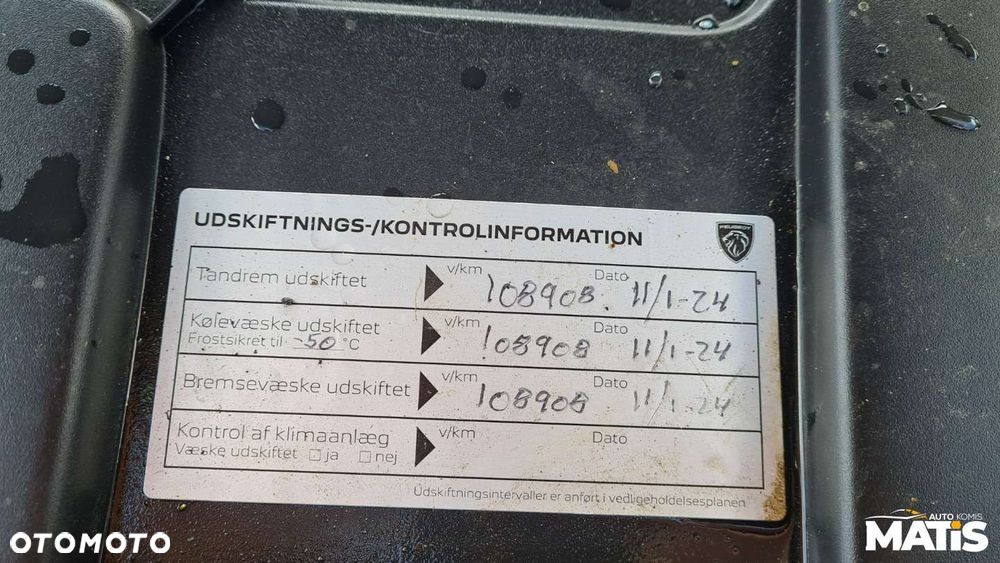 UDSKIFTNINGS-/KONTROLINFORMATION
PEUGEOT
Tandrem udskiftet v/km 108908. Dato 11/1-24
Kølevæske udskiftet v/km 108908 Dato 11/1-24
Frostsikret til -50 °C
Bremsevæske udskiftet v/km 108908 Dato 11/1-24
Kontrol af klimaanlæg v/km Dato
Væske udskiftet ja nej
Udskiftningsintervaller er anført i vedligeholdelsesplanen
OTOMOTO
AUTO KOMIS
MATIS